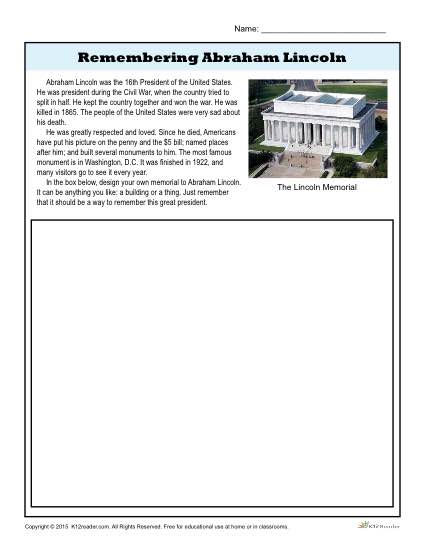 Name:
Remembering Abraham Lincoln
Abraham Lincoln was the 16th President of the United States.
He was president during the Civil War, when the country tried to
split in half. He kept the country together and won the war. He was
killed in 1865. The people of the United States were very sad about
his death.
He was greatly respected and loved. Since he died, Americans
have put his picture on the penny and the $5 bill; named places
after him; and built several monuments to him. The most famous
monument is in Washington, D.C. It was finished in 1922, and
many visitors go to see it every year.
In the box below, design your own memorial to Abraham Lincoln.
It can be anything you like: a building or a thing. Just remember
that it should be a way to remember this great president.
The Lincoln Memorial
Copyright © 2015 K12reader.com. All Rights Reserved. Free for educational use at home or in classrooms.
K12Reader